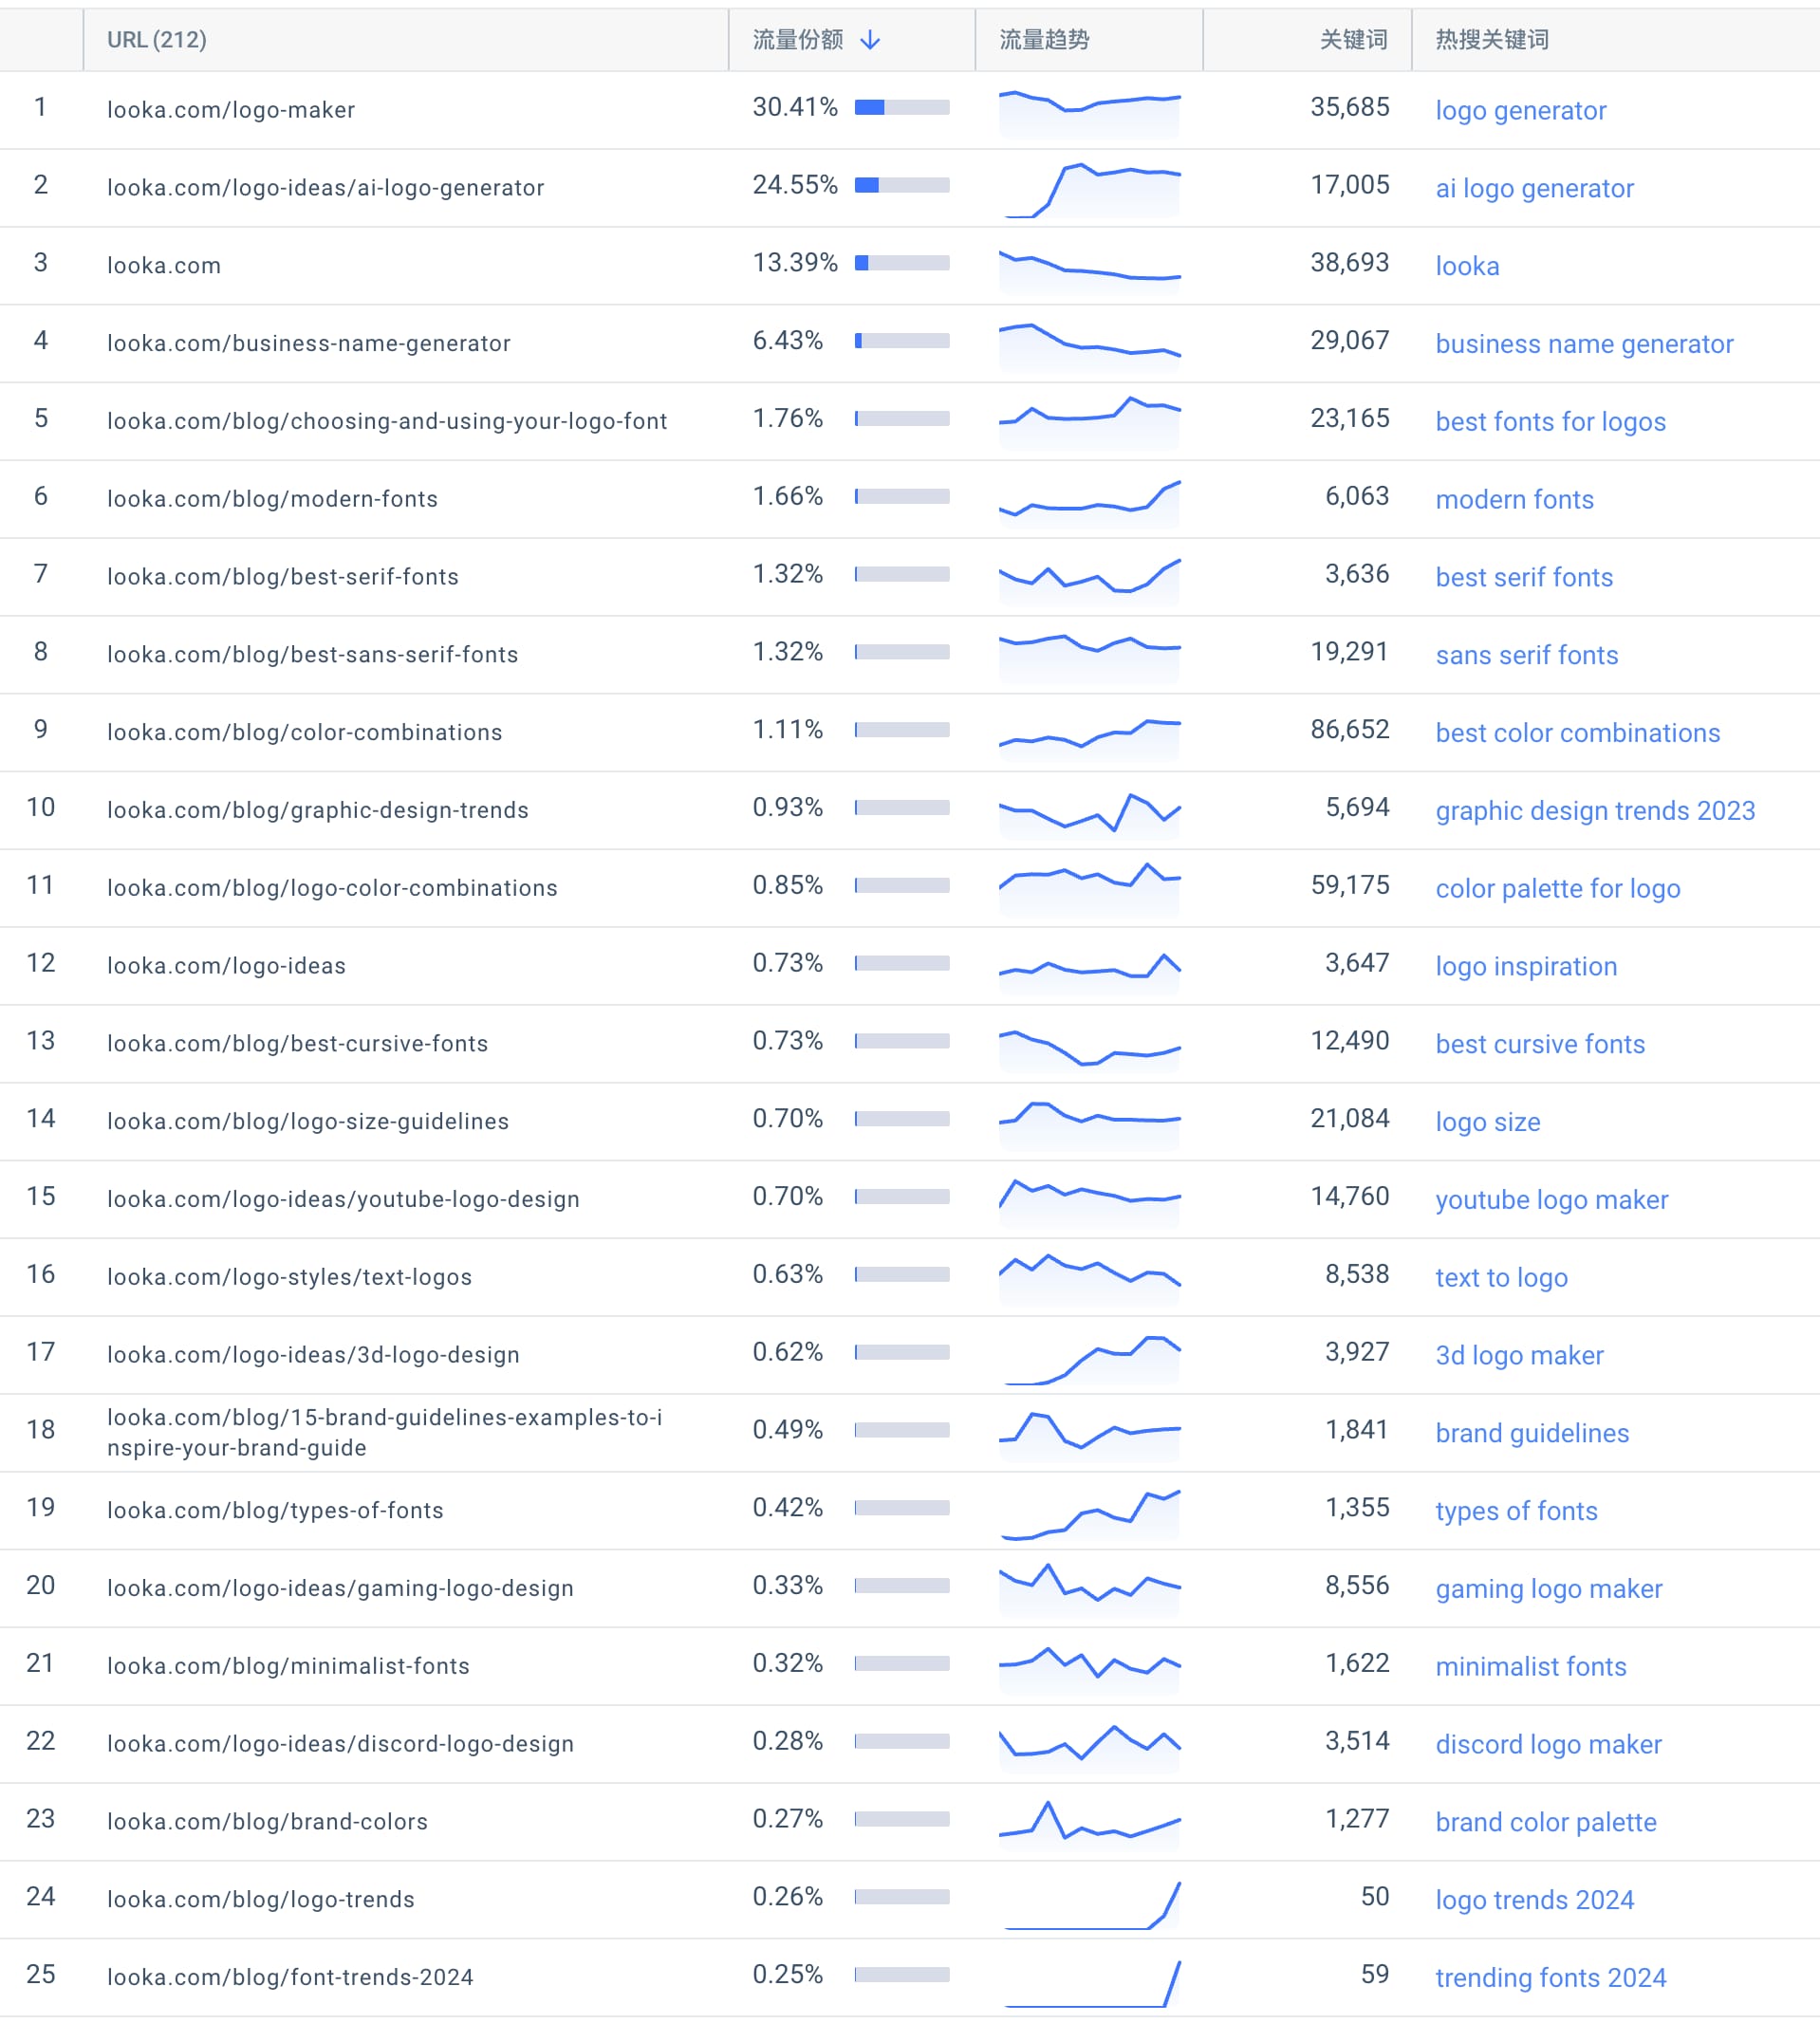 URL (212) 流量份额 流量趋势 关键词 热搜关键词
1 looka.com/logo-maker 30.41% 35,685 logo generator
2 looka.com/logo-ideas/ai-logo-generator 24.55% 17,005 ai logo generator
3 looka.com 13.39% 38,693 looka
4 looka.com/business-name-generator 6.43% 29,067 business name generator
5 looka.com/blog/choosing-and-using-your-logo-font 1.76% 23,165 best fonts for logos
6 looka.com/blog/modern-fonts 1.66% 6,063 modern fonts
7 looka.com/blog/best-serif-fonts 1.32% 3,636 best serif fonts
8 looka.com/blog/best-sans-serif-fonts 1.32% 19,291 sans serif fonts
9 looka.com/blog/color-combinations 1.11% 86,652 best color combinations
10 looka.com/blog/graphic-design-trends 0.93% 5,694 graphic design trends 2023
11 looka.com/blog/logo-color-combinations 0.85% 59,175 color palette for logo
12 looka.com/logo-ideas 0.73% 3,647 logo inspiration
13 looka.com/blog/best-cursive-fonts 0.73% 12,490 best cursive fonts
14 looka.com/blog/logo-size-guidelines 0.70% 21,084 logo size
15 looka.com/logo-ideas/youtube-logo-design 0.70% 14,760 youtube logo maker
16 looka.com/logo-styles/text-logos 0.63% 8,538 text to logo
17 looka.com/logo-ideas/3d-logo-design 0.62% 3,927 3d logo maker
18 looka.com/blog/15-brand-guidelines-examples-to-i
nspire-your-brand-guide 0.49% 1,841 brand guidelines
19 looka.com/blog/types-of-fonts 0.42% 1,355 types of fonts
20 looka.com/logo-ideas/gaming-logo-design 0.33% 8,556 gaming logo maker
21 looka.com/blog/minimalist-fonts 0.32% 1,622 minimalist fonts
22 looka.com/logo-ideas/discord-logo-design 0.28% 3,514 discord logo maker
23 looka.com/blog/brand-colors 0.27% 1,277 brand color palette
24 looka.com/blog/logo-trends 0.26% 50 logo trends 2024
25 looka.com/blog/font-trends-2024 0.25% 59 trending fonts 2024